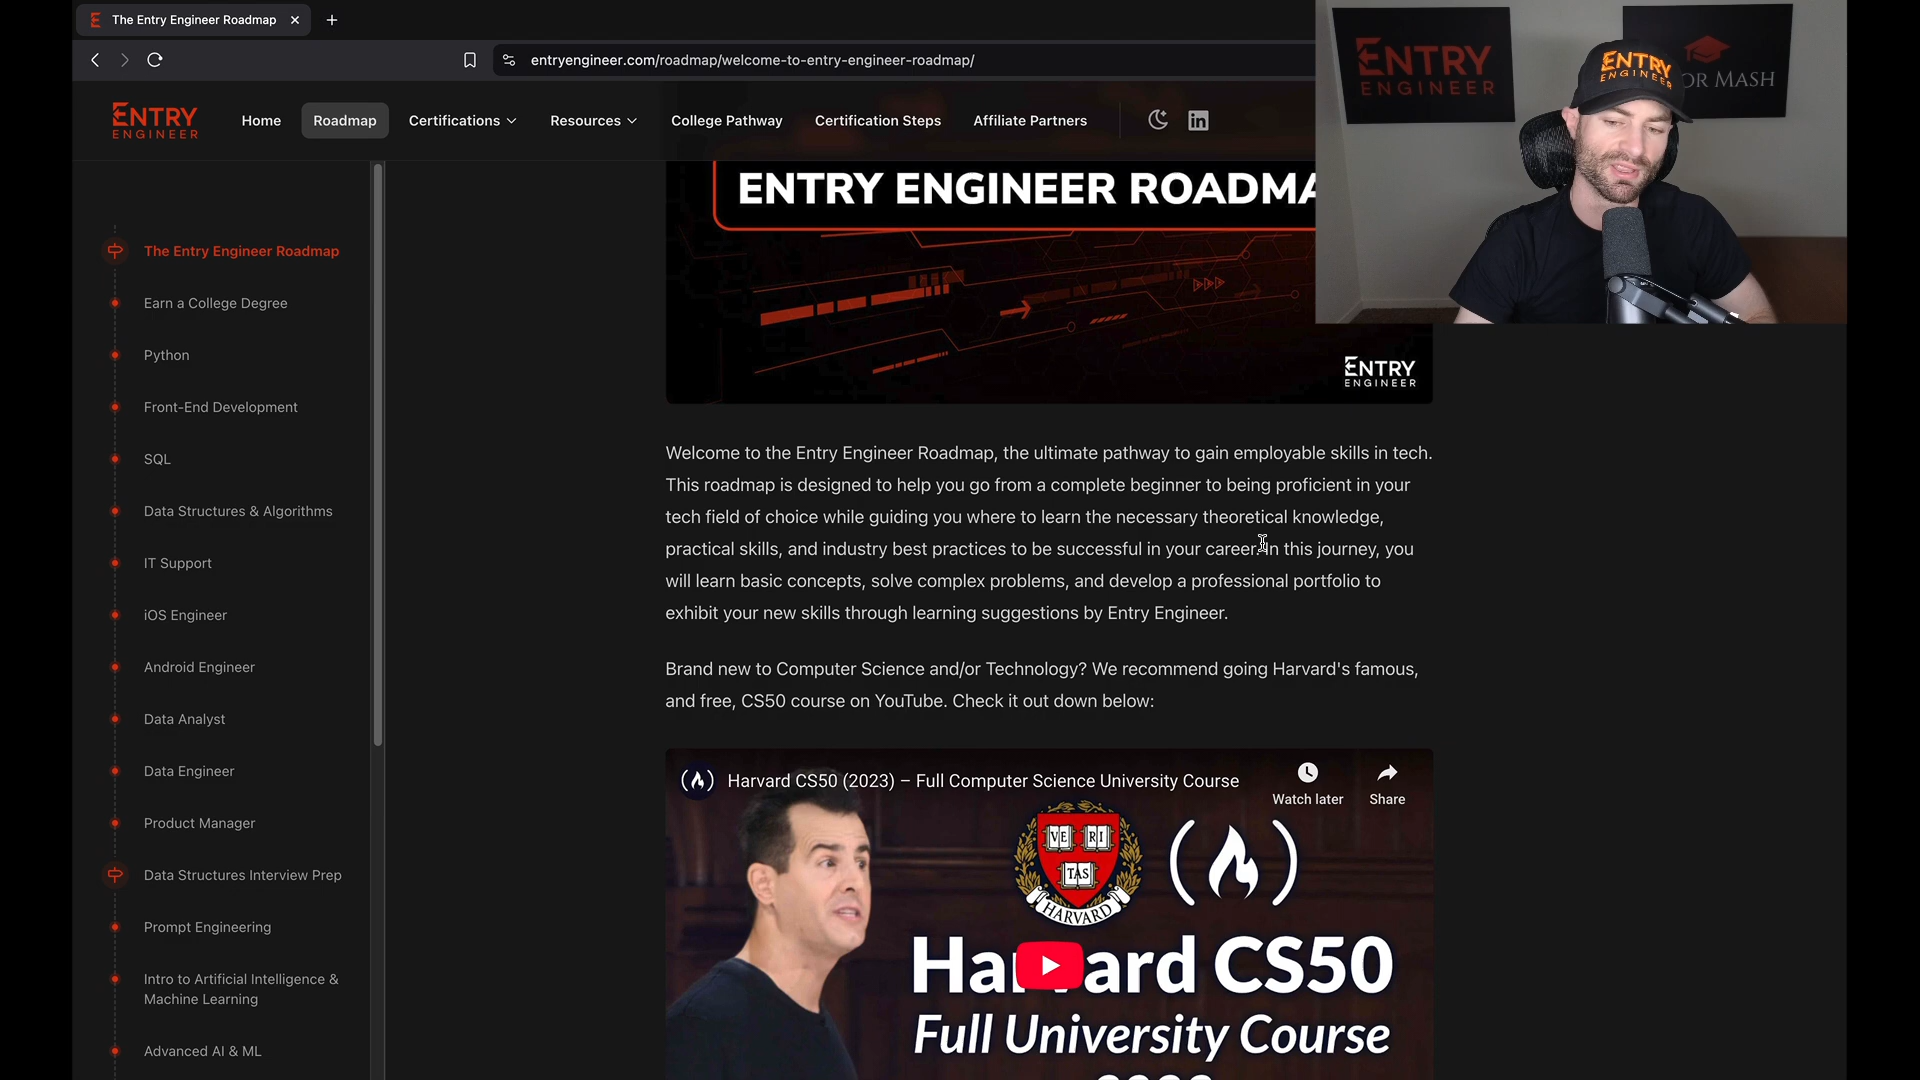 The Entry Engineer Roadmap
entryengineer.com/roadmap/welcome-to-entry-engineer-roadmap/
ENTRY
ENGINEER
Home
Roadmap
Certifications
Resources
College Pathway
Certification Steps
Affiliate Partners
in
ENTRY
ENGINEER
OR MASH
ENTRY
ENGINEER
The Entry Engineer Roadmap
Earn a College Degree
Python
Front-End Development
SQL
Data Structures & Algorithms
IT Support
iOS Engineer
Android Engineer
Data Analyst
Data Engineer
Product Manager
Data Structures Interview Prep
Prompt Engineering
Intro to Artificial Intelligence &
Machine Learning
Advanced AI & ML
ENTRY ENGINEER ROADMA
ENTRY
ENGINEER
Welcome to the Entry Engineer Roadmap, the ultimate pathway to gain employable skills in tech.
This roadmap is designed to help you go from a complete beginner to being proficient in your
tech field of choice while guiding you where to learn the necessary theoretical knowledge,
practical skills, and industry best practices to be successful in your career. In this journey, you
will learn basic concepts, solve complex problems, and develop a professional portfolio to
exhibit your new skills through learning suggestions by Entry Engineer.
Brand new to Computer Science and/or Technology? We recommend going Harvard's famous,
and free, CS50 course on YouTube. Check it out down below:
Harvard CS50 (2023) – Full Computer Science University Course
Watch later
Share
VE RI
TAS
HARVARD
Harvard CS50
Full University Course